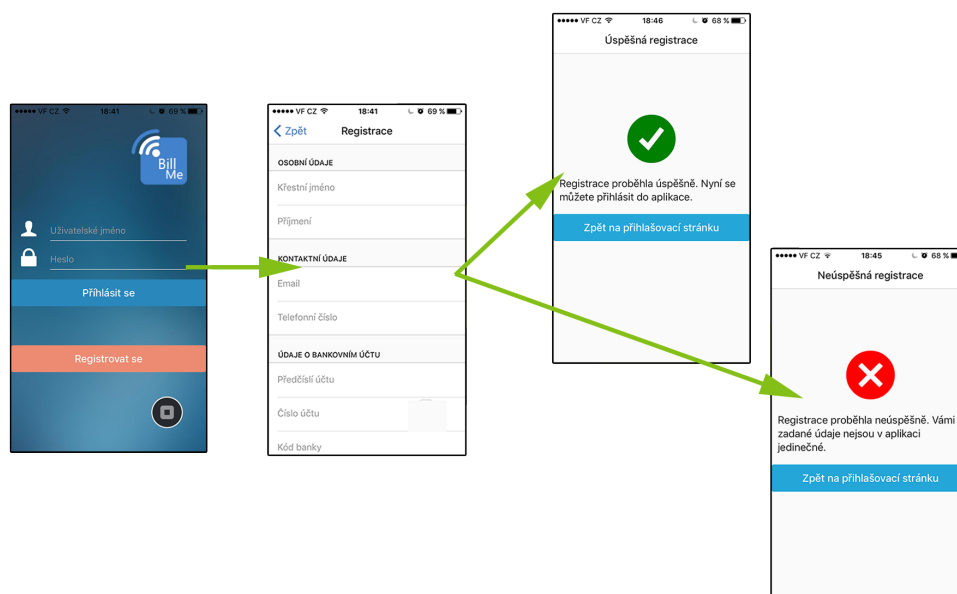 VF CZ 18:41 69 %
Bill
Me
Uživatelské jméno
Heslo
Příhlásit se
Registrovat se
VF CZ 18:41 69 %
Zpět Registrace
OSOBNÍ ÚDAJE
Křestní jméno
Příjmení
KONTAKTNÍ ÚDAJE
Email
Telefonní číslo
ÚDAJE O BANKOVNÍM ÚČTU
Předčíslí účtu
Číslo účtu
Kód banky
VF CZ 18:46 68 %
Úspěšná registrace
Registrace proběhla úspěšně. Nyní se
můžete přihlásit do aplikace.
Zpět na přihlašovací stránku
VF CZ 18:45 68 %
Neúspěšná registrace
Registrace proběhla neúspěšně. Vámi
zadané údaje nejsou v aplikaci
jedinečné.
Zpět na přihlašovací stránku